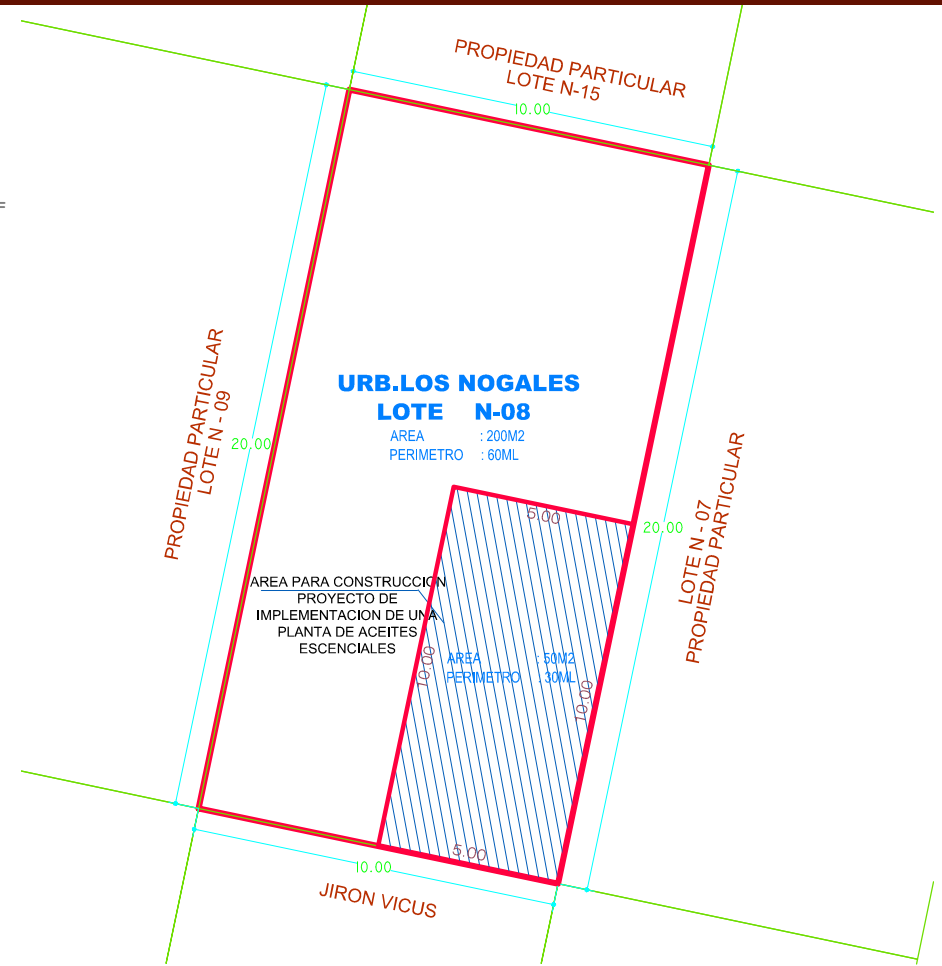 PROPIEDAD PARTICULAR
LOTE N-15
10.00
=
PROPIEDAD PARTICULAR
LOTE N - 09
20.00
URB.LOS NOGALES
LOTE N-08
AREA : 200M2
PERIMETRO : 60ML
LOTE N - 07
PROPIEDAD PARTICULAR
20.00
5.00
AREA PARA CONSTRUCCION
PROYECTO DE
IMPLEMENTACION DE UNA
PLANTA DE ACEITES
ESCENCIALES
10.00
AREA : 50M2
PERIMETRO : 30ML
10.00
5.00
10.00
JIRON VICUS